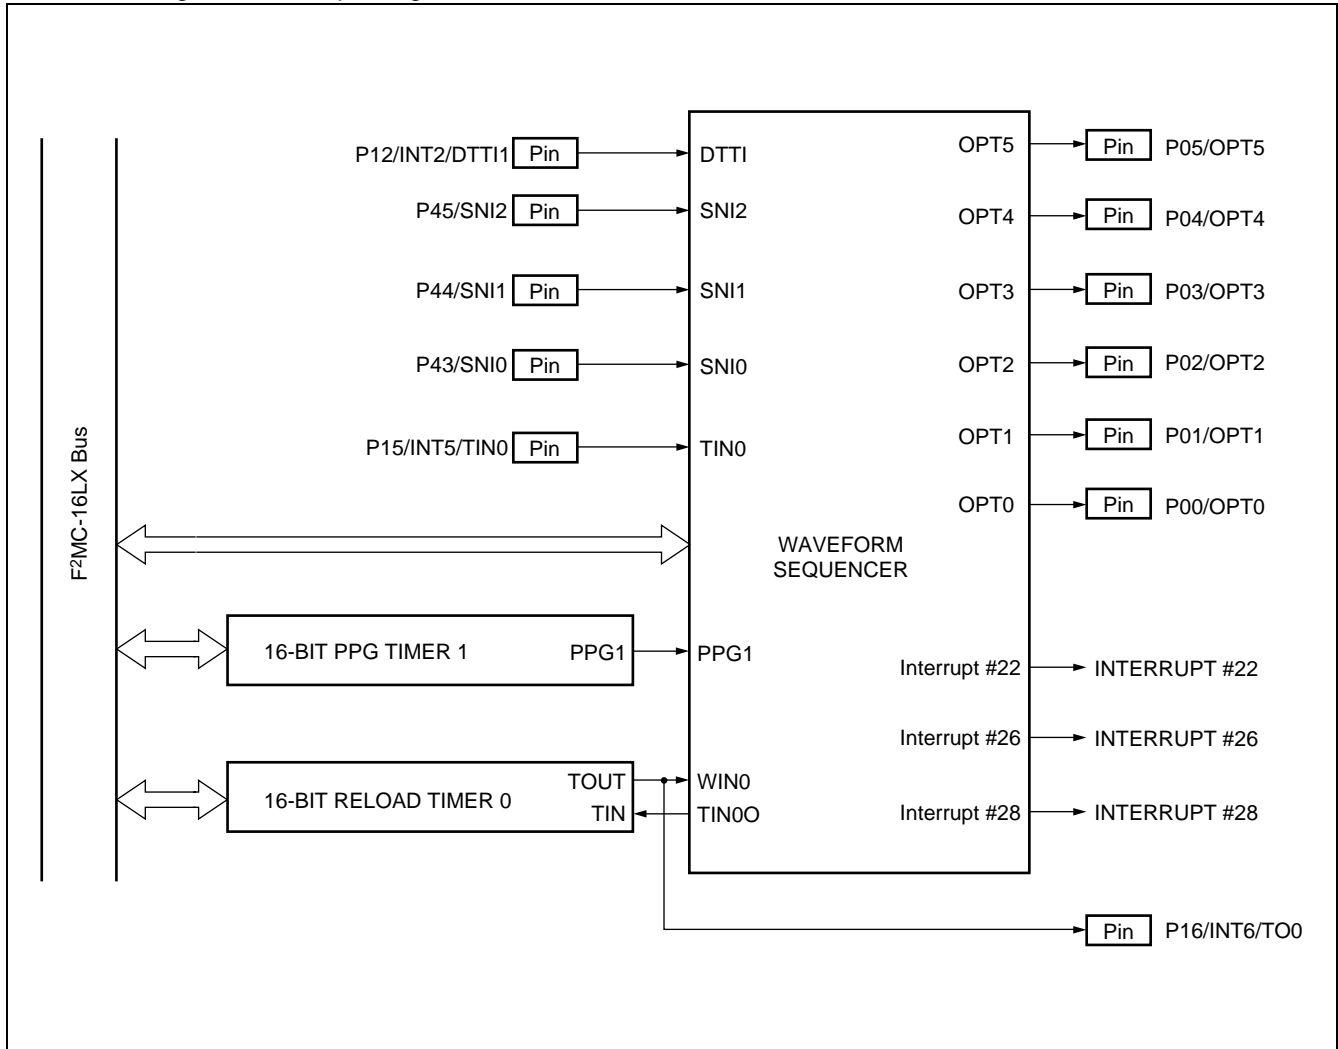 P12/INT2/DTTI1 Pin DTTI OPT5 Pin P05/OPT5
P45/SNI2 Pin SNI2 OPT4 Pin P04/OPT4
P44/SNI1 Pin SNI1 OPT3 Pin P03/OPT3
P43/SNI0 Pin SNI0 OPT2 Pin P02/OPT2
P15/INT5/TIN0 Pin TIN0 OPT1 Pin P01/OPT1
OPT0 Pin P00/OPT0
F²MC-16LX Bus
WAVEFORM
SEQUENCER
16-BIT PPG TIMER 1 PPG1 PPG1
Interrupt #22 INTERRUPT #22
Interrupt #26 INTERRUPT #26
16-BIT RELOAD TIMER 0 TOUT WIN0
TIN TIN0O
Interrupt #28 INTERRUPT #28
Pin P16/INT6/TO0